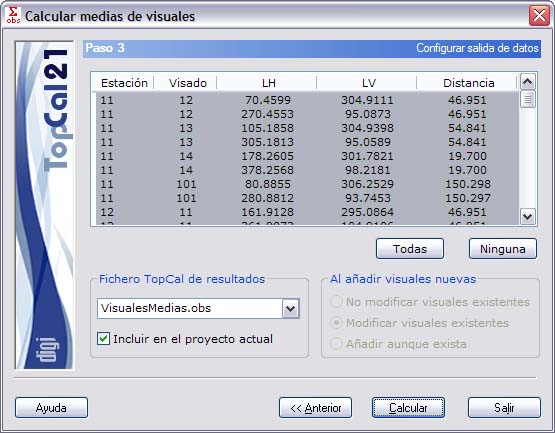 Σ
obs
Calcular medias de visuales
TopCal 21
digi
Paso 3 Configurar salida de datos
Estación Visado LH LV Distancia
11 12 70.4599 304.9111 46.951
11 12 270.4553 95.0873 46.951
11 13 105.1858 304.9398 54.841
11 13 305.1813 95.0589 54.841
11 14 178.2605 301.7821 19.700
11 14 378.2568 98.2181 19.700
11 101 80.8855 306.2529 150.298
11 101 280.8812 93.7453 150.297
12 11 161.9128 295.0864 46.951
12 11
Todas Ninguna
Fichero TopCal de resultados
VisualesMedias.obs
Incluir en el proyecto actual
Al añadir visuales nuevas
No modificar visuales existentes
Modificar visuales existentes
Añadir aunque exista
Ayuda << Anterior Calcular Salir